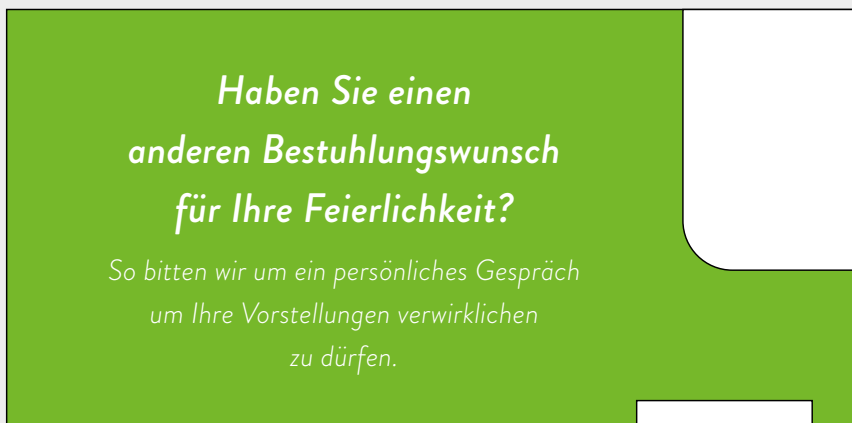 Haben Sie einen
anderen Bestuhlungswunsch
für Ihre Feierlichkeit?
So bitten wir um ein persönliches Gespräch
um Ihre Vorstellungen verwirklichen
zu dürfen.